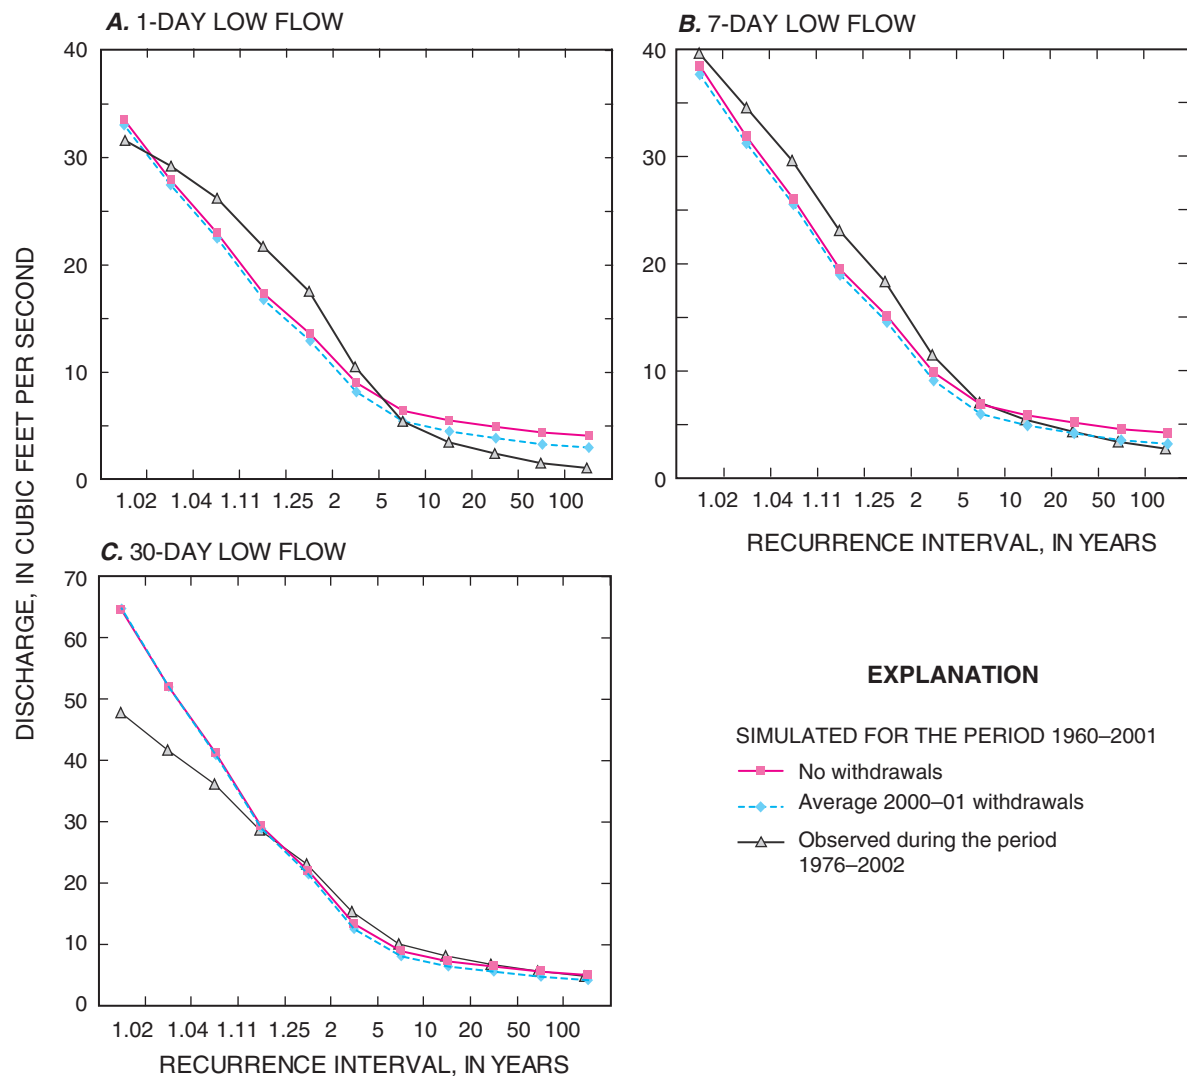 A. 1-DAY LOW FLOW
40
30
20
10
0
1.02 1.04 1.11 1.25 2 5 10 20 50 100
B. 7-DAY LOW FLOW
40
30
20
10
0
1.02 1.04 1.11 1.25 2 5 10 20 50 100
RECURRENCE INTERVAL, IN YEARS
DISCHARGE, IN CUBIC FEET PER SECOND
C. 30-DAY LOW FLOW
70
60
50
40
30
20
10
0
1.02 1.04 1.11 1.25 2 5 10 20 50 100
RECURRENCE INTERVAL, IN YEARS
EXPLANATION
SIMULATED FOR THE PERIOD 1960–2001
No withdrawals
Average 2000–01 withdrawals
Observed during the period
1976–2002